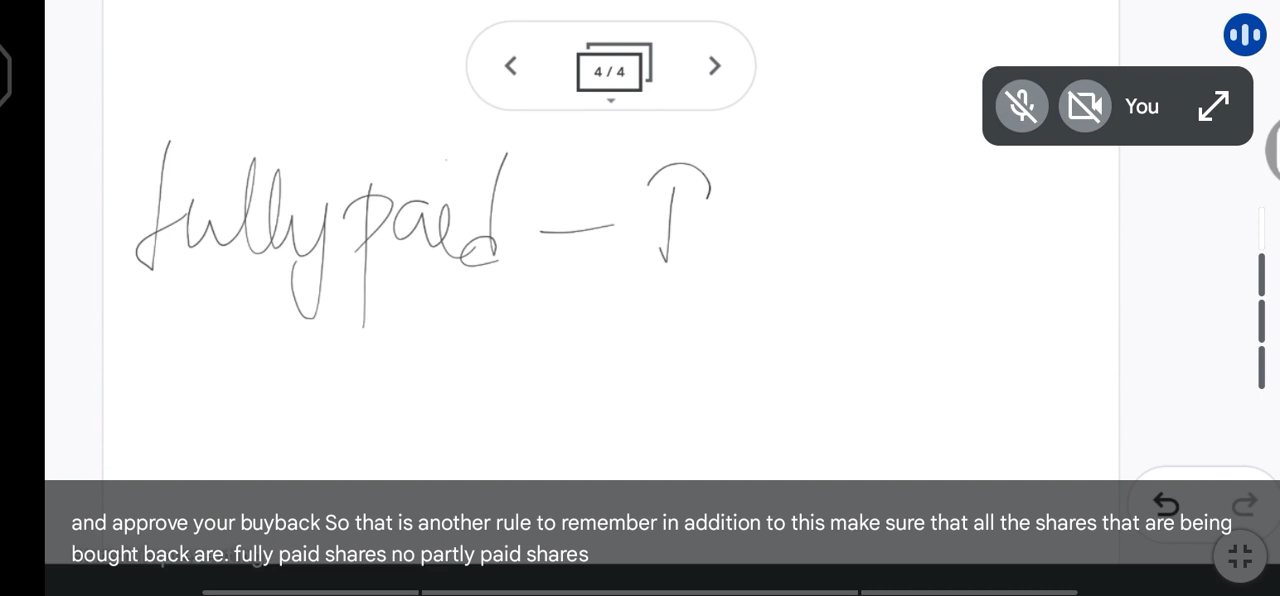 4 / 4
You
fully paid —
and approve your buyback So that is another rule to remember in addition to this make sure that all the shares that are being
bought back are. fully paid shares no partly paid shares